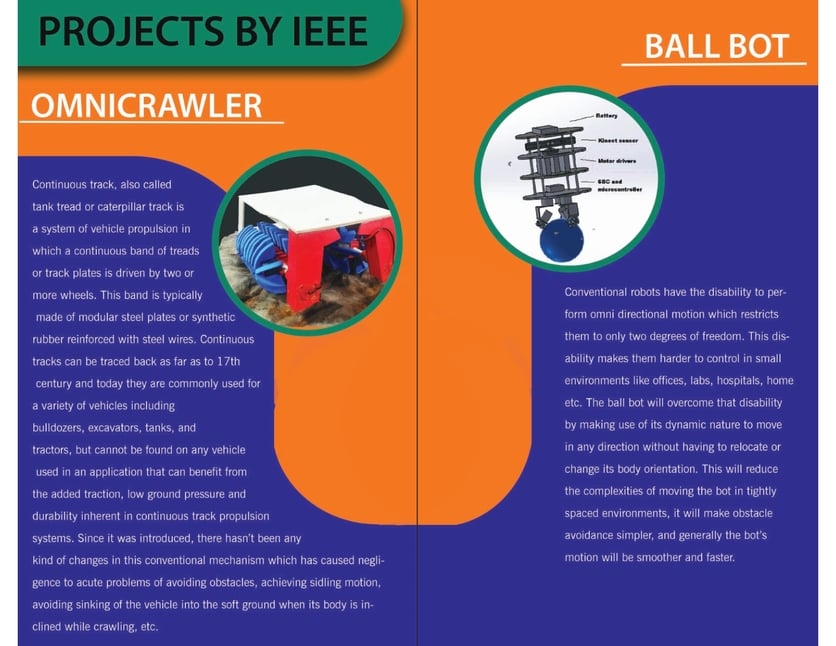 PROJECTS BY IEEE
OMNICRAWLER
Continuous track, also called
tank tread or caterpillar track is
a system of vehicle propulsion in
which a continuous band of treads
or track plates is driven by two or
more wheels. This band is typically
made of modular steel plates or synthetic
rubber reinforced with steel wires. Continuous
tracks can be traced back as far as to 17th
century and today they are commonly used for
a variety of vehicles including
bulldozers, excavators, tanks, and
tractors, but cannot be found on any vehicle
used in an application that can benefit from
the added traction, low ground pressure and
durability inherent in continuous track propulsion
systems. Since it was introduced, there hasn't been any
kind of changes in this conventional mechanism which has caused negli-
gence to acute problems of avoiding obstacles, achieving sidling motion,
avoiding sinking of the vehicle into the soft ground when its body is in-
clined while crawling, etc.
BALL BOT
Battery
Kinect sensor
Motor drivers
SBC and
microcontroller
Conventional robots have the disability to per-
form omni directional motion which restricts
them to only two degrees of freedom. This dis-
ability makes them harder to control in small
environments like offices, labs, hospitals, home
etc. The ball bot will overcome that disability
by making use of its dynamic nature to move
in any direction without having to relocate or
change its body orientation. This will reduce
the complexities of moving the bot in tightly
spaced environments, it will make obstacle
avoidance simpler, and generally the bot's
motion will be smoother and faster.